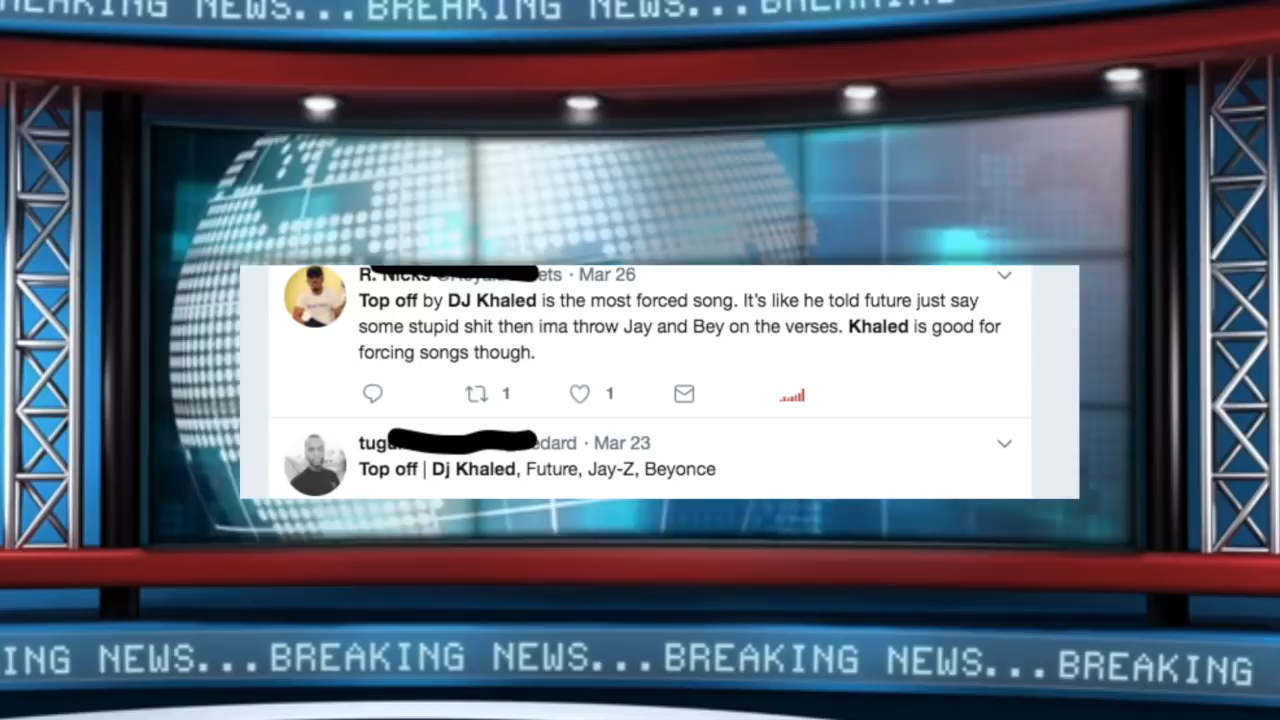 NEWS...BREAKING NEWS...
R. Nicks ets · Mar 26
Top off by DJ Khaled is the most forced song. It's like he told future just say
some stupid shit then ima throw Jay and Bey on the verses. Khaled is good for
forcing songs though.
1 1
dard · Mar 23
Top off | Dj Khaled, Future, Jay-Z, Beyonce
ING NEWS...BREAKING NEWS...BREAKING NEWS...BREAKING